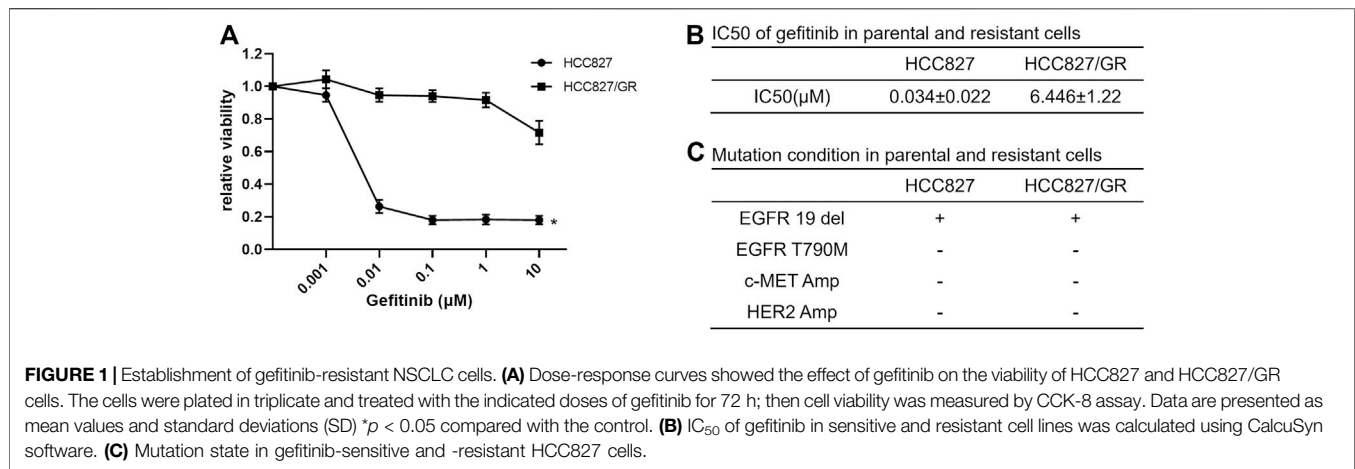 A
1.2
1.0
0.8
0.6
0.4
0.2
0.0
relative viability
HCC827
HCC827/GR
*
0.001
0.01
0.1
1
10
Gefitinib (μM)
B IC50 of gefitinib in parental and resistant cells
HCC827 HCC827/GR
IC50(μM) 0.034±0.022 6.446±1.22
C Mutation condition in parental and resistant cells
HCC827 HCC827/GR
EGFR 19 del + +
EGFR T790M - -
c-MET Amp - -
HER2 Amp - -
FIGURE 1 | Establishment of gefitinib-resistant NSCLC cells. (A) Dose-response curves showed the effect of gefitinib on the viability of HCC827 and HCC827/GR
cells. The cells were plated in triplicate and treated with the indicated doses of gefitinib for 72 h; then cell viability was measured by CCK-8 assay. Data are presented as
mean values and standard deviations (SD) *p < 0.05 compared with the control. (B) IC50 of gefitinib in sensitive and resistant cell lines was calculated using CalcuSyn
software. (C) Mutation state in gefitinib-sensitive and -resistant HCC827 cells.